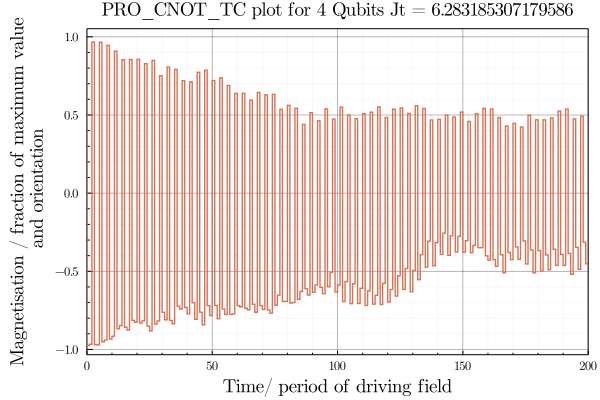 PRO_CNOT_TC plot for 4 Qubits Jt = 6.283185307179586
Magnetisation / fraction of maximum value
and orientation
1.0
0.5
0.0
−0.5
−1.0
0
50
100
150
200
Time/ period of driving field